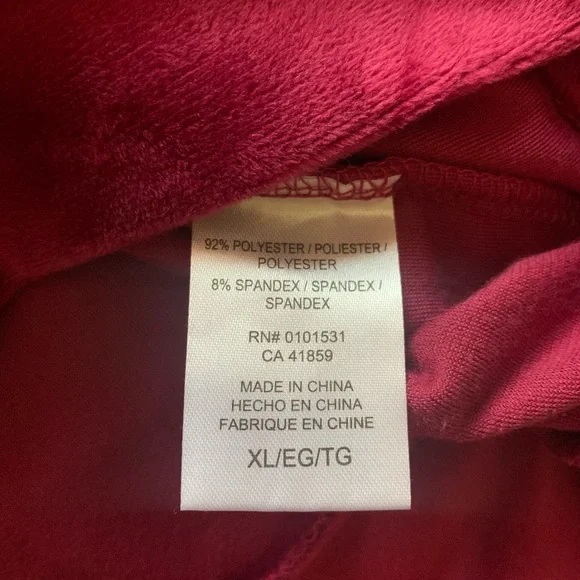 92% POLYESTER / POLIESTER /
POLYESTER
8% SPANDEX / SPANDEX /
SPANDEX
RN# 0101531
CA 41859
MADE IN CHINA
HECHO EN CHINA
FABRIQUE EN CHINE
XL/EG/TG